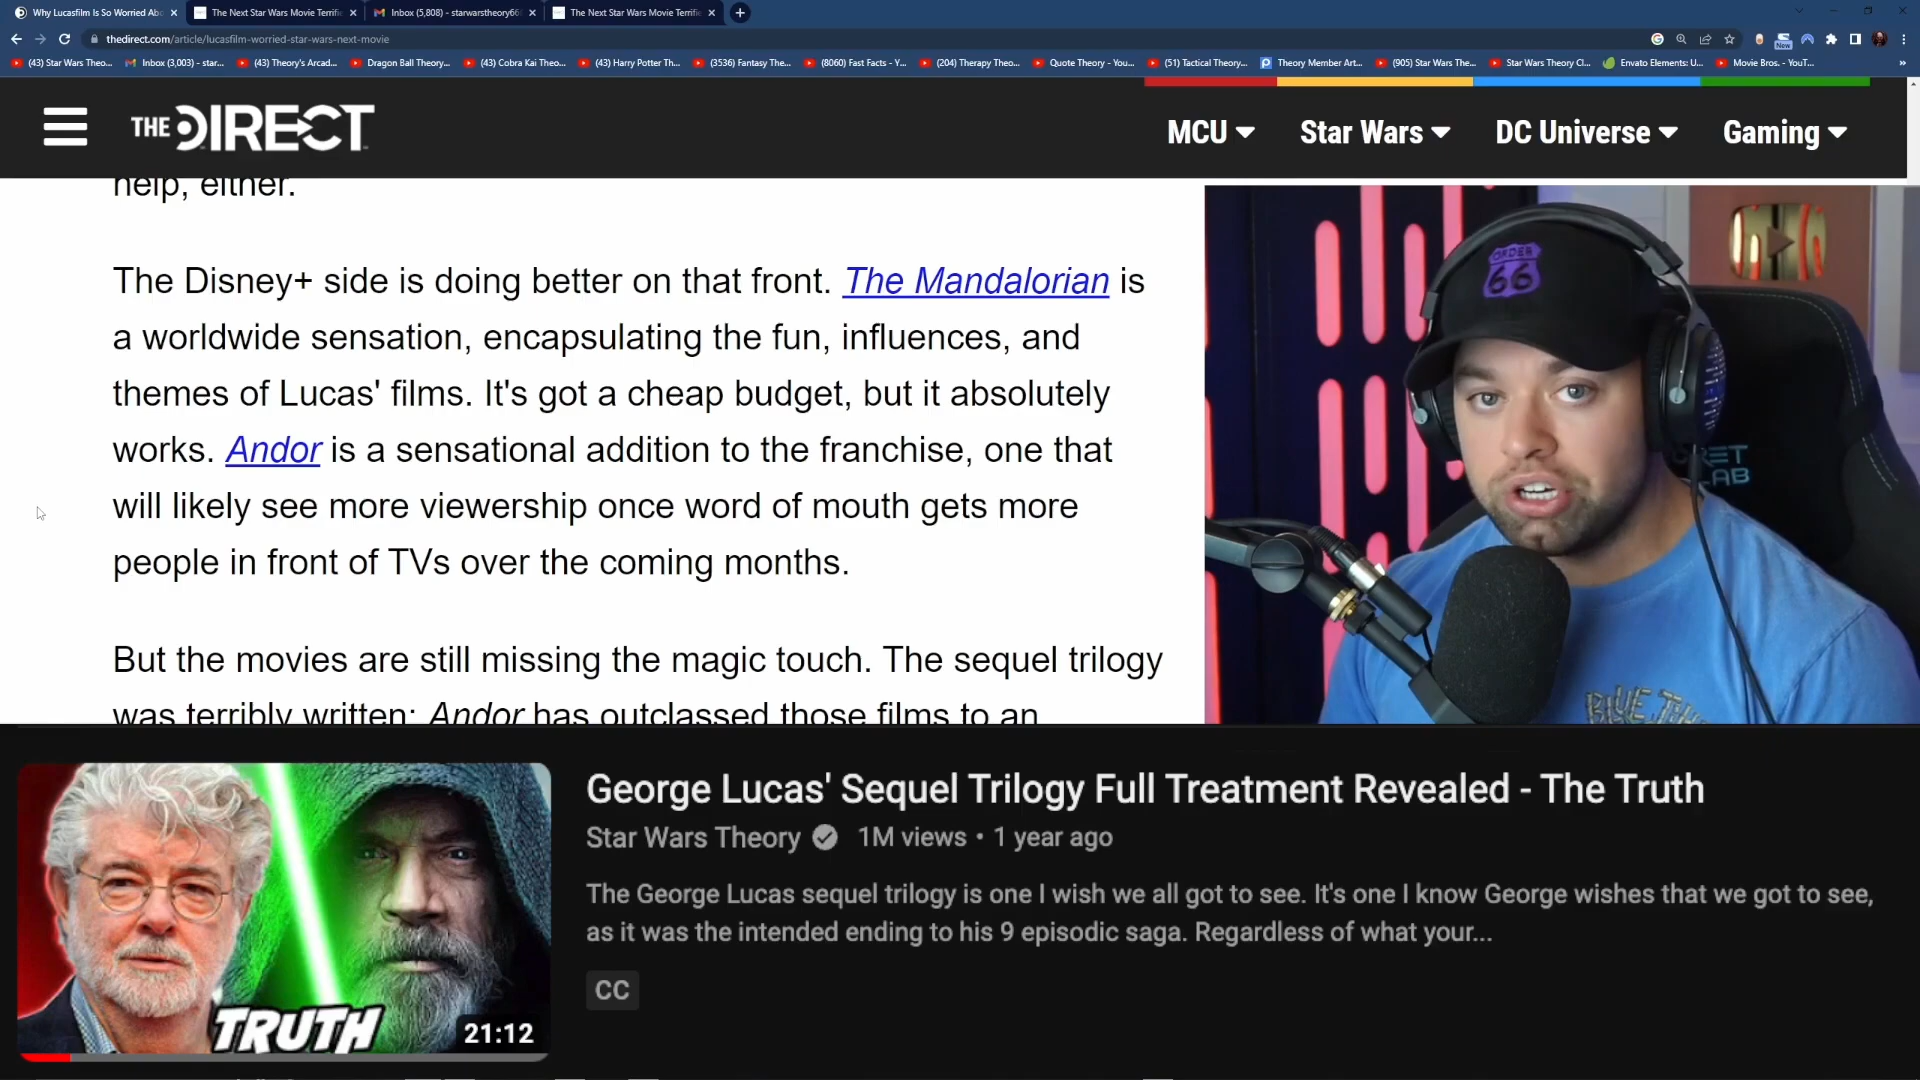 Why Lucasfilm Is So Worried Abo
The Next Star Wars Movie Terrifie
Inbox (5,808) - starwarstheory66
The Next Star Wars Movie Terrifie
thedirect.com/article/lucasfilm-worried-star-wars-next-movie
New
(43) Star Wars Theo...
Inbox (3,003) - star...
(43) Theory's Arcad...
Dragon Ball Theory...
(43) Cobra Kai Theo...
(43) Harry Potter Th...
(3536) Fantasy The...
(8060) Fast Facts - Y...
(204) Therapy Theo...
Quote Theory - You...
(51) Tactical Theory...
Theory Member Art...
(905) Star Wars The...
Star Wars Theory Cl...
Envato Elements: U...
Movie Bros. - YouT...
THE DIRECT
MCU
Star Wars
DC Universe
Gaming
help, either.
The Disney+ side is doing better on that front. The Mandalorian is
a worldwide sensation, encapsulating the fun, influences, and
themes of Lucas' films. It's got a cheap budget, but it absolutely
works. Andor is a sensational addition to the franchise, one that
will likely see more viewership once word of mouth gets more
people in front of TVs over the coming months.
But the movies are still missing the magic touch. The sequel trilogy
was terribly written; Andor has outclassed those films to an
ORDER
66
LAB
TRUTH
21:12
George Lucas' Sequel Trilogy Full Treatment Revealed - The Truth
Star Wars Theory 1M views • 1 year ago
The George Lucas sequel trilogy is one I wish we all got to see. It's one I know George wishes that we got to see,
as it was the intended ending to his 9 episodic saga. Regardless of what your...
CC